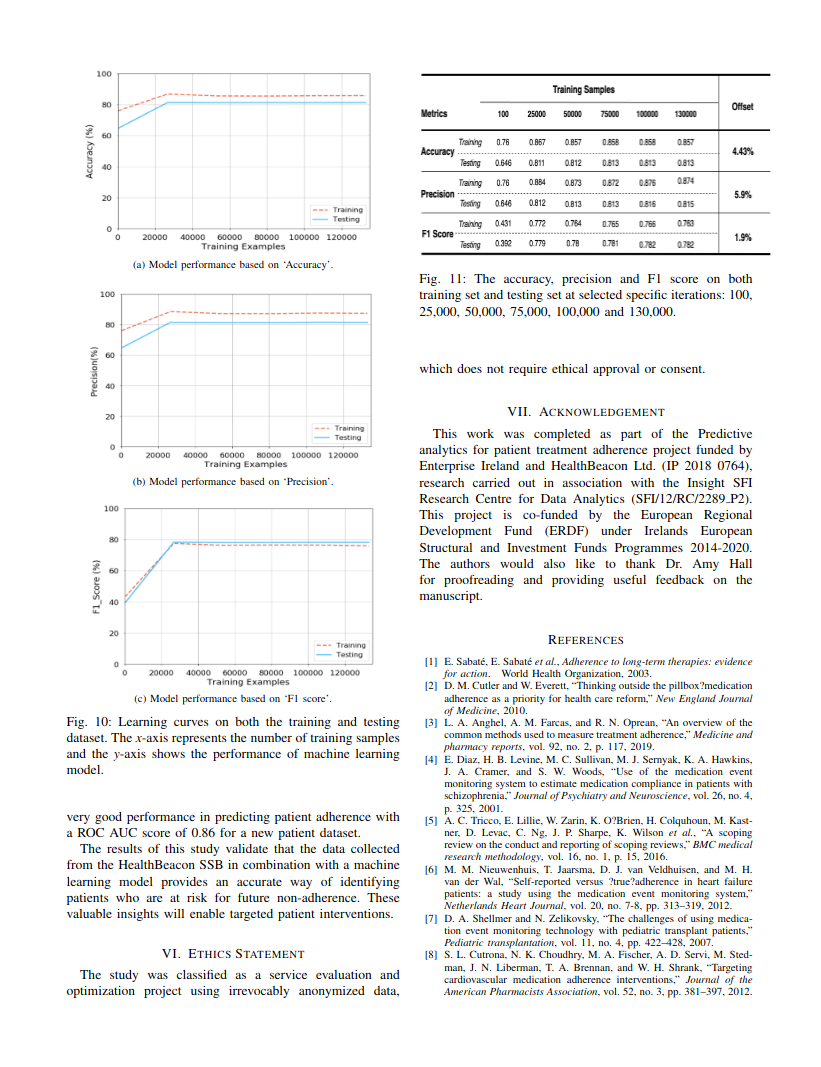 100
80
60
40
20
0
Accuracy (%)
Training
Testing
0 20000 40000 60000 80000 100000 120000
Training Examples
(a) Model performance based on ‘Accuracy’.
100
80
60
40
20
0
Precision(%)
Training
Testing
0 20000 40000 60000 80000 100000 120000
Training Examples
(b) Model performance based on ‘Precision’.
100
80
60
40
20
0
F1_Score (%)
Training
Testing
0 20000 40000 60000 80000 100000 120000
Training Examples
(c) Model performance based on ‘F1 score’.
Fig. 10: Learning curves on both the training and testing
dataset. The x-axis represents the number of training samples
and the y-axis shows the performance of machine learning
model.
very good performance in predicting patient adherence with
a ROC AUC score of 0.86 for a new patient dataset.
The results of this study validate that the data collected
from the HealthBeacon SSB in combination with a machine
learning model provides an accurate way of identifying
patients who are at risk for future non-adherence. These
valuable insights will enable targeted patient interventions.
VI. ETHICS STATEMENT
The study was classified as a service evaluation and
optimization project using irrevocably anonymized data,
Training Samples
Metrics 100 25000 50000 75000 100000 130000 Offset
Accuracy Training 0.76 0.867 0.857 0.858 0.858 0.857 4.43%
Testing 0.646 0.811 0.812 0.813 0.813 0.813
Precision Training 0.76 0.884 0.873 0.872 0.876 0.874 5.9%
Testing 0.646 0.812 0.813 0.813 0.816 0.815
F1 Score Training 0.431 0.772 0.764 0.765 0.766 0.763 1.9%
Testing 0.392 0.779 0.78 0.781 0.782 0.782
Fig. 11: The accuracy, precision and F1 score on both
training set and testing set at selected specific iterations: 100,
25,000, 50,000, 75,000, 100,000 and 130,000.
which does not require ethical approval or consent.
VII. ACKNOWLEDGEMENT
This work was completed as part of the Predictive
analytics for patient treatment adherence project funded by
Enterprise Ireland and HealthBeacon Ltd. (IP 2018 0764),
research carried out in association with the Insight SFI
Research Centre for Data Analytics (SFI/12/RC/2289_P2).
This project is co-funded by the European Regional
Development Fund (ERDF) under Irelands European
Structural and Investment Funds Programmes 2014-2020.
The authors would also like to thank Dr. Amy Hall
for proofreading and providing useful feedback on the
manuscript.
REFERENCES
[1] E. Sabaté, E. Sabaté et al., Adherence to long-term therapies: evidence
for action. World Health Organization, 2003.
[2] D. M. Cutler and W. Everett, “Thinking outside the pillbox?medication
adherence as a priority for health care reform,” New England Journal
of Medicine, 2010.
[3] L. A. Anghel, A. M. Farcas, and R. N. Oprean, “An overview of the
common methods used to measure treatment adherence,” Medicine and
pharmacy reports, vol. 92, no. 2, p. 117, 2019.
[4] E. Diaz, H. B. Levine, M. C. Sullivan, M. J. Sernyak, K. A. Hawkins,
J. A. Cramer, and S. W. Woods, “Use of the medication event
monitoring system to estimate medication compliance in patients with
schizophrenia,” Journal of Psychiatry and Neuroscience, vol. 26, no. 4,
p. 325, 2001.
[5] A. C. Tricco, E. Lillie, W. Zarin, K. O?Brien, H. Colquhoun, M. Kast-
ner, D. Levac, C. Ng, J. P. Sharpe, K. Wilson et al., “A scoping
review on the conduct and reporting of scoping reviews,” BMC medical
research methodology, vol. 16, no. 1, p. 15, 2016.
[6] M. M. Nieuwenhuis, T. Jaarsma, D. J. van Veldhuisen, and M. H.
van der Wal, “Self-reported versus ?true?adherence in heart failure
patients: a study using the medication event monitoring system,”
Netherlands Heart Journal, vol. 20, no. 7-8, pp. 313–319, 2012.
[7] D. A. Shellmer and N. Zelikovsky, “The challenges of using medica-
tion event monitoring technology with pediatric transplant patients,”
Pediatric transplantation, vol. 11, no. 4, pp. 422–428, 2007.
[8] S. L. Cutrona, N. K. Choudhry, M. A. Fischer, A. D. Servi, M. Sted-
man, J. N. Liberman, T. A. Brennan, and W. H. Shrank, “Targeting
cardiovascular medication adherence interventions,” Journal of the
American Pharmacists Association, vol. 52, no. 3, pp. 381–397, 2012.